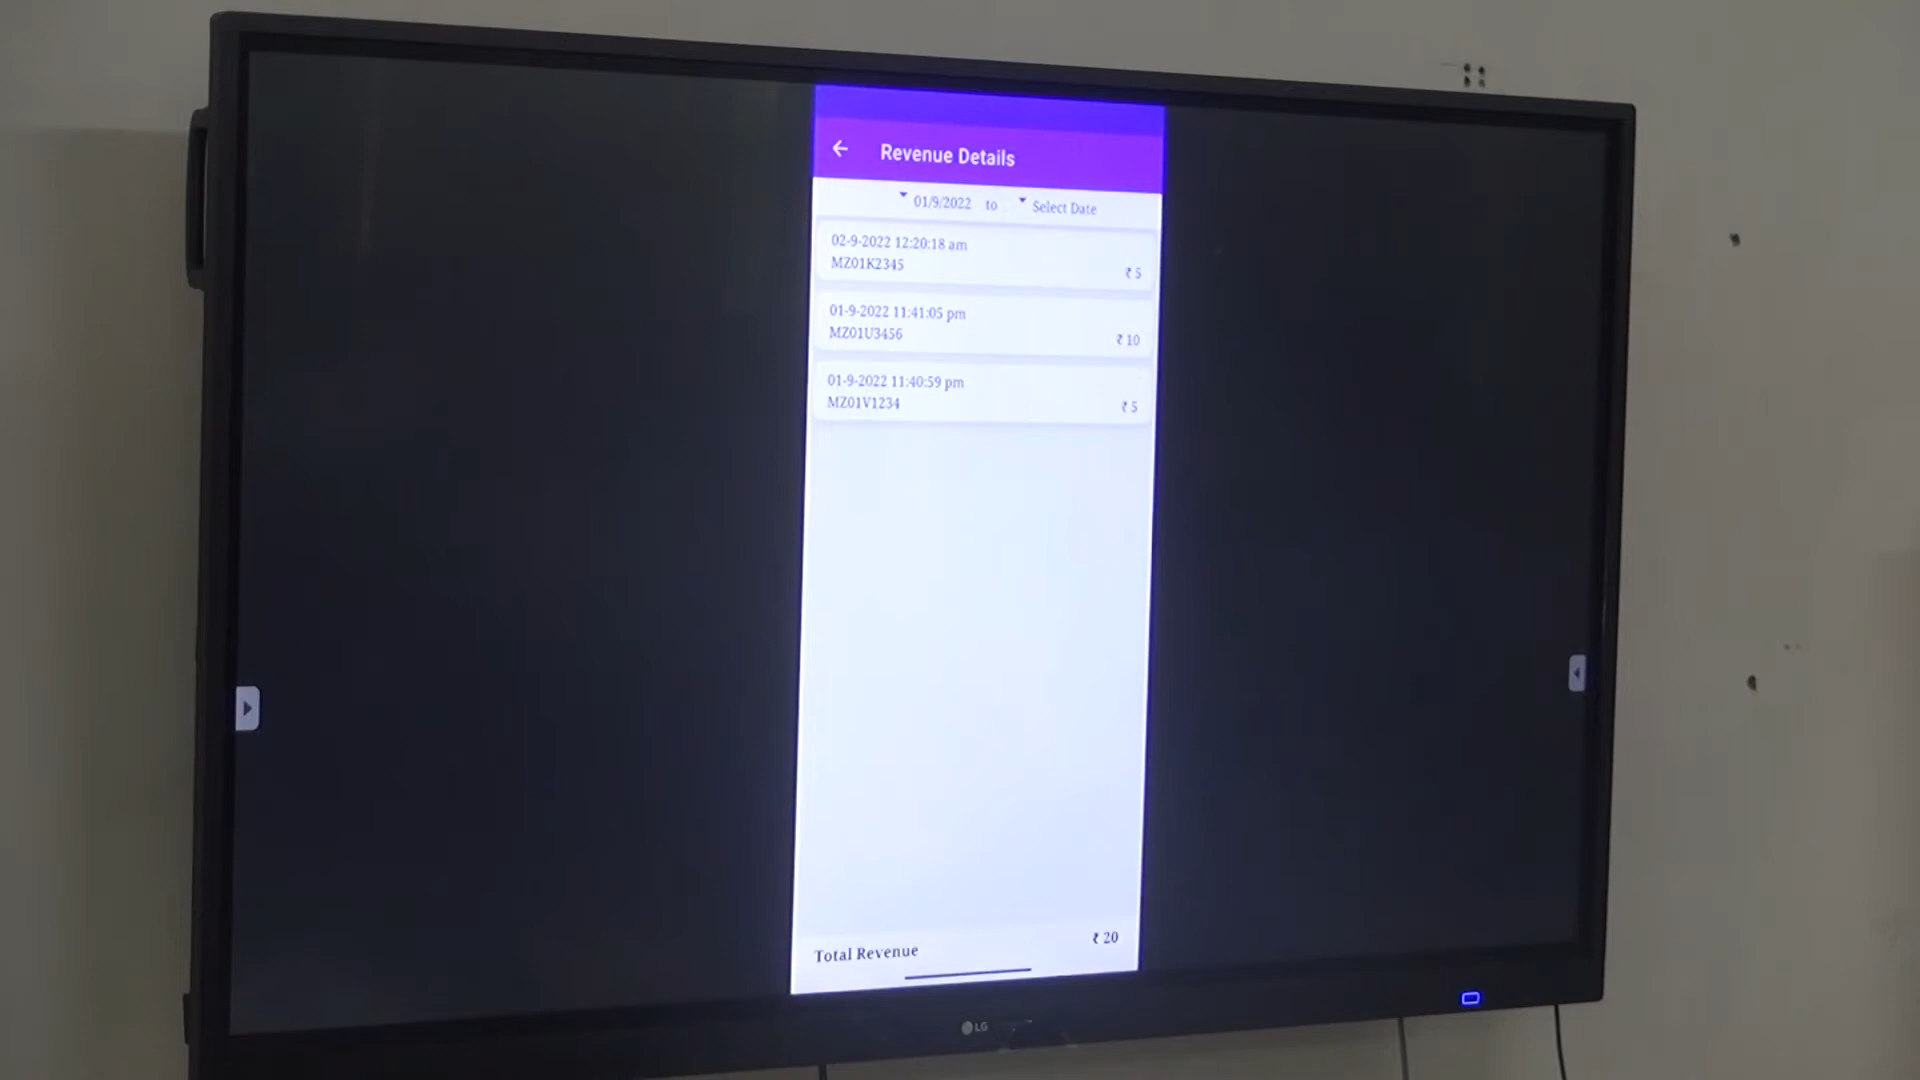 Revenue Details
01/9/2022 to Select Date
02-9-2022 12:20:18 am
MZ01K2345
₹ 5
01-9-2022 11:41:05 pm
MZ01U3456
₹ 10
01-9-2022 11:40:59 pm
MZ01V1234
₹ 5
Total Revenue
₹ 20
LG